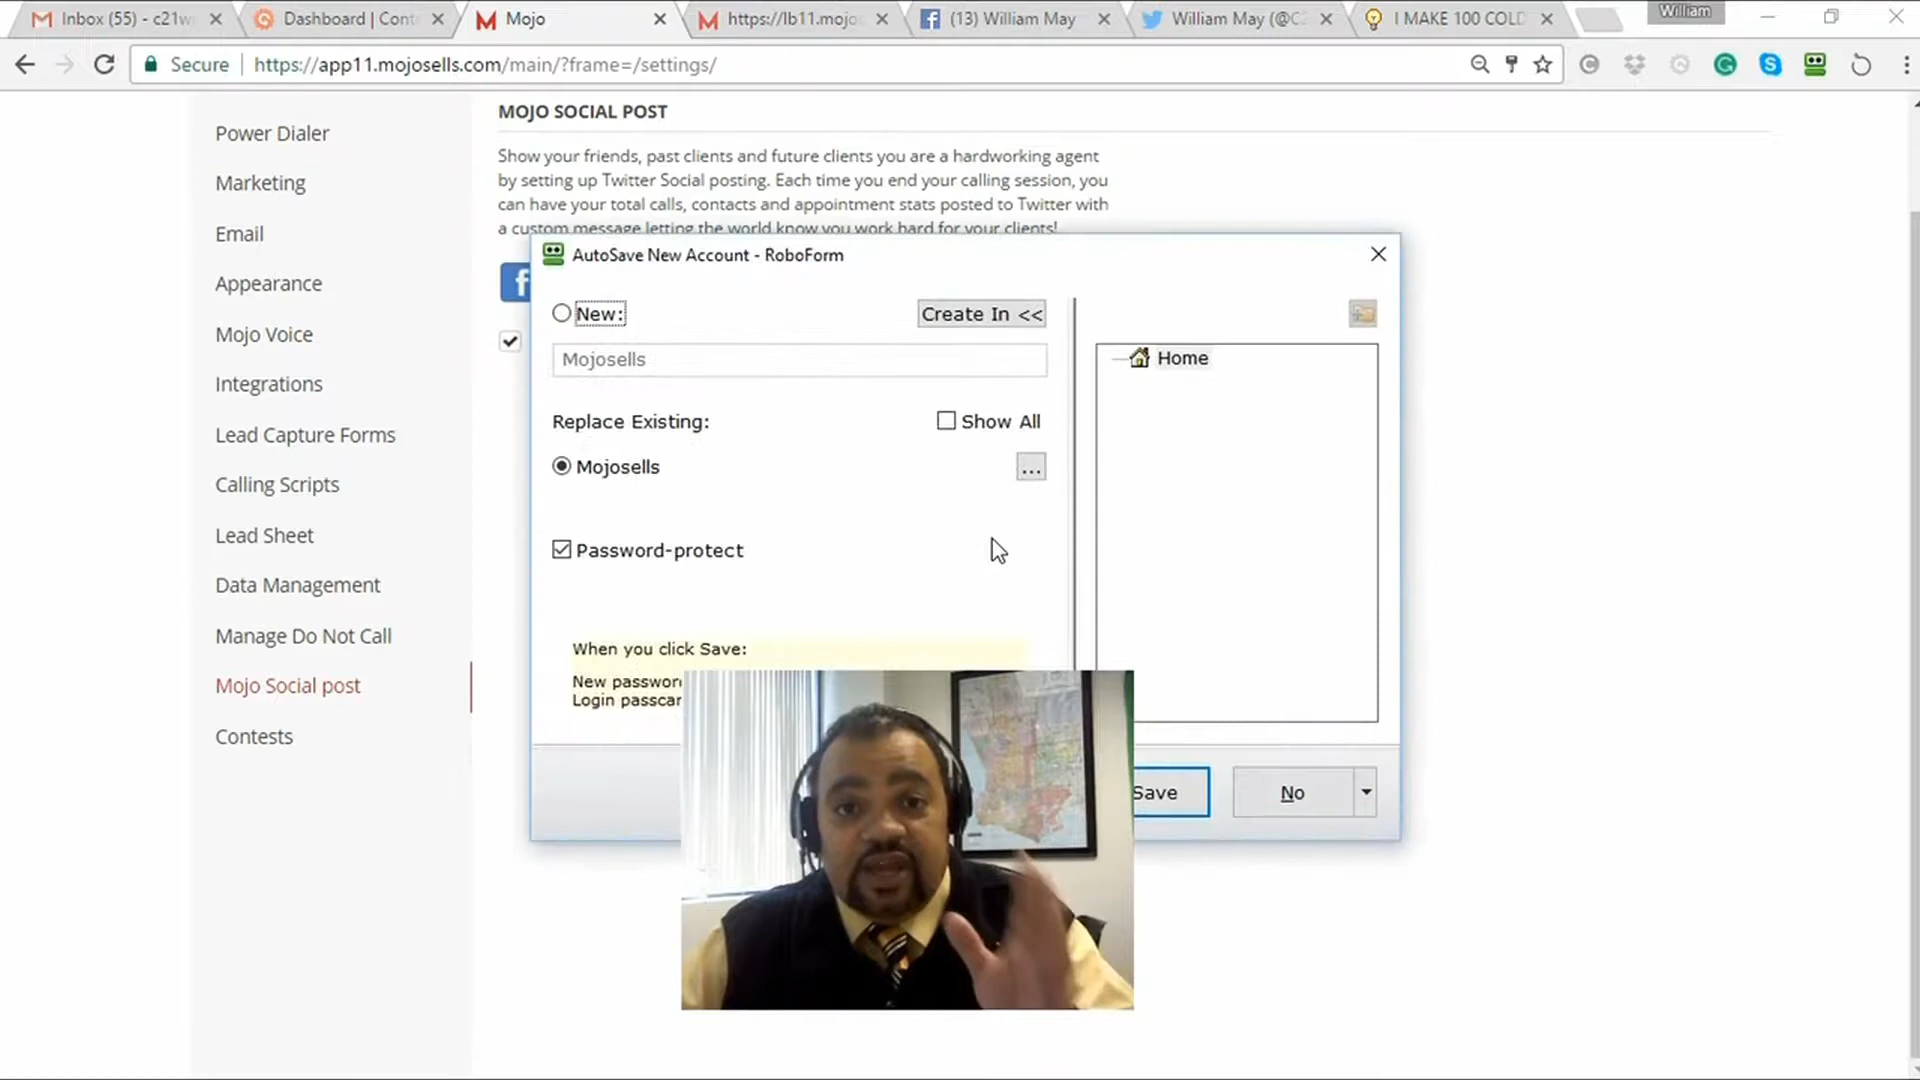 Inbox (55) - c21w
Dashboard | Cont
Mojo
https://lb11.mojo
(13) William May
William May (@C2
I MAKE 100 COLD
William
Secure
https://app11.mojosells.com/main/?frame=/settings/
MOJO SOCIAL POST
Power Dialer
Show your friends, past clients and future clients you are a hardworking agent
by setting up Twitter Social posting. Each time you end your calling session, you
can have your total calls, contacts and appointment stats posted to Twitter with
a custom message letting the world know you work hard for your clients!
Marketing
Email
Appearance
Mojo Voice
Integrations
Lead Capture Forms
Calling Scripts
Lead Sheet
Data Management
Manage Do Not Call
Mojo Social post
Contests
AutoSave New Account - RoboForm
New:
Create In <<
Mojosells
Home
Replace Existing:
Show All
Mojosells
...
Password-protect
When you click Save:
New password
Login passcar
Save
No